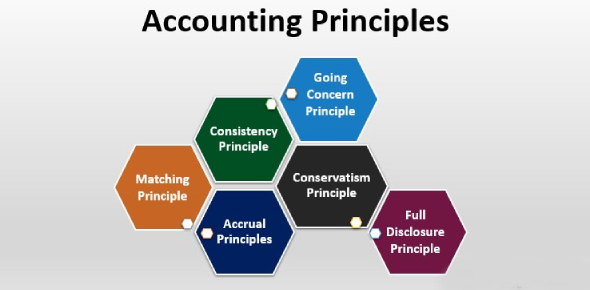 Accounting Principles
Going
Concern
Principle
Consistency
Principle
Conservatism
Principle
Matching
Principle
Accrual
Principles
Full
Disclosure
Principle